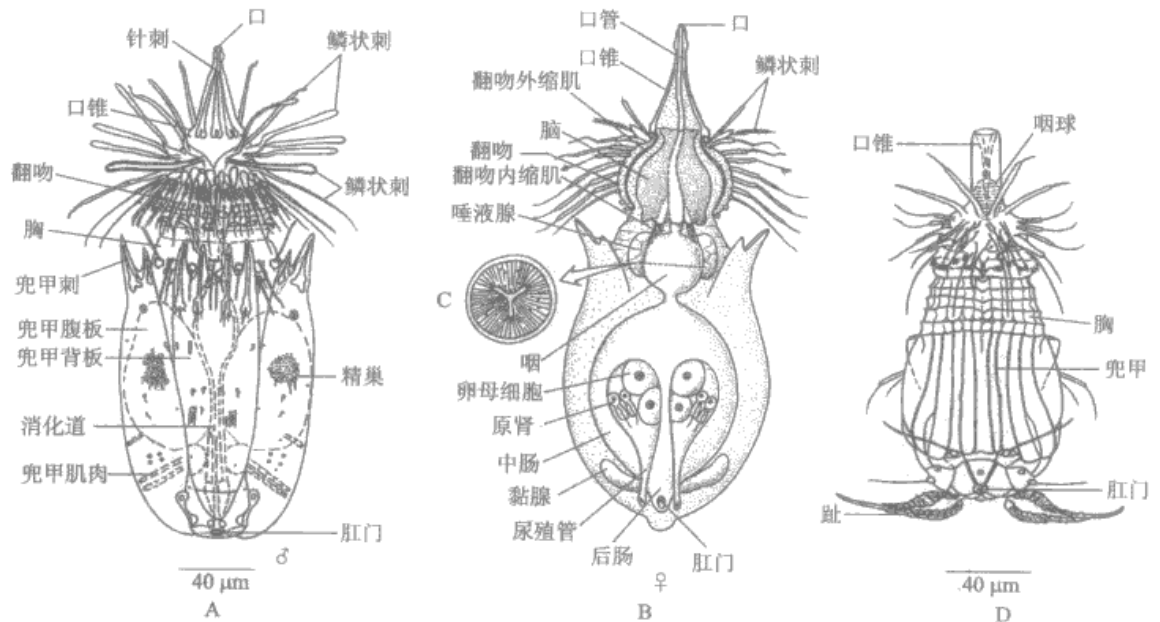 口
针刺
鳞状刺
口锥
翻吻
鳞状刺
胸
兜甲刺
兜甲腹板
兜甲背板
精巢
消化道
兜甲肌肉
肛门
♂
40 μm
A
口管
口
口锥
翻吻外缩肌
鳞状刺
脑
翻吻
翻吻内缩肌
唾液腺
C
咽
卵母细胞
原肾
中肠
黏腺
尿殖管
后肠
肛门
♀
B
口锥
咽球
胸
兜甲
肛门
趾
40 μm
D